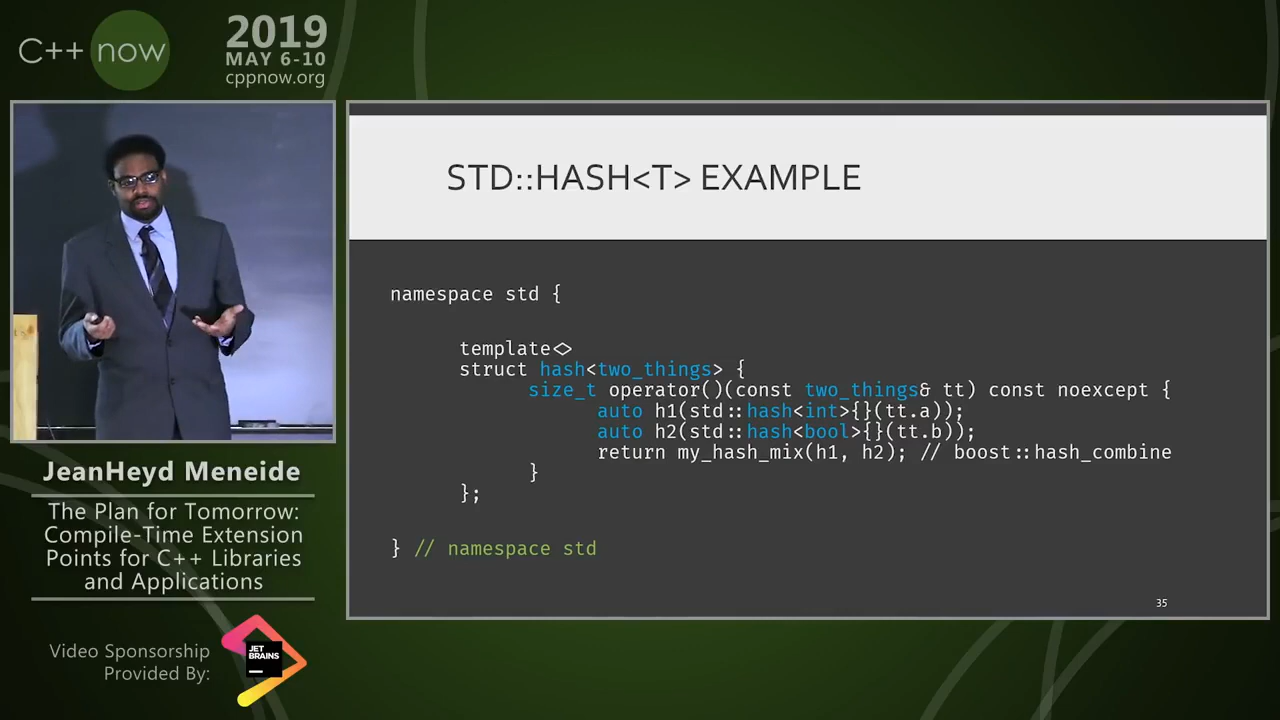 C++ now
2019
MAY 6-10
cppnow.org
STD::HASH<T> EXAMPLE
namespace std {
template<>
struct hash<two_things> {
size_t operator()(const two_things& tt) const noexcept {
auto h1(std::hash<int>{}(tt.a));
auto h2(std::hash<bool>{}(tt.b));
return my_hash_mix(h1, h2); // boost::hash_combine
}
};
} // namespace std
35
JeanHeyd Meneide
The Plan for Tomorrow:
Compile-Time Extension
Points for C++ Libraries
and Applications
Video Sponsorship
Provided By:
JET
BRAINS